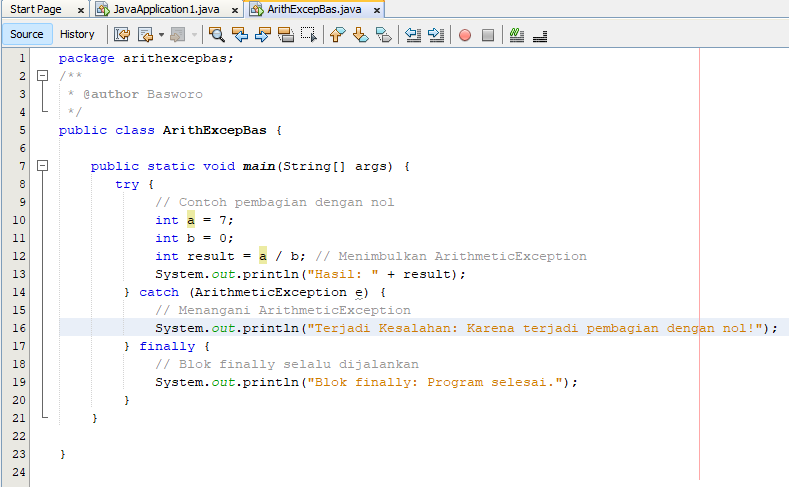 Start Page x JavaApplication1.java x ArithExcepBas.java x
Source History
1 package arithexcepbas;
2 /**
3 * @author Basworo
4 */
5 public class ArithExcepBas {
6
7 public static void main(String[] args) {
8 try {
9 // Contoh pembagian dengan nol
10 int a = 7;
11 int b = 0;
12 int result = a / b; // Menimbulkan ArithmeticException
13 System.out.println("Hasil: " + result);
14 } catch (ArithmeticException e) {
15 // Menangani ArithmeticException
16 System.out.println("Terjadi Kesalahan: Karena terjadi pembagian dengan nol!");
17 } finally {
18 // Blok finally selalu dijalankan
19 System.out.println("Blok finally: Program selesai.");
20 }
21 }
22
23 }
24